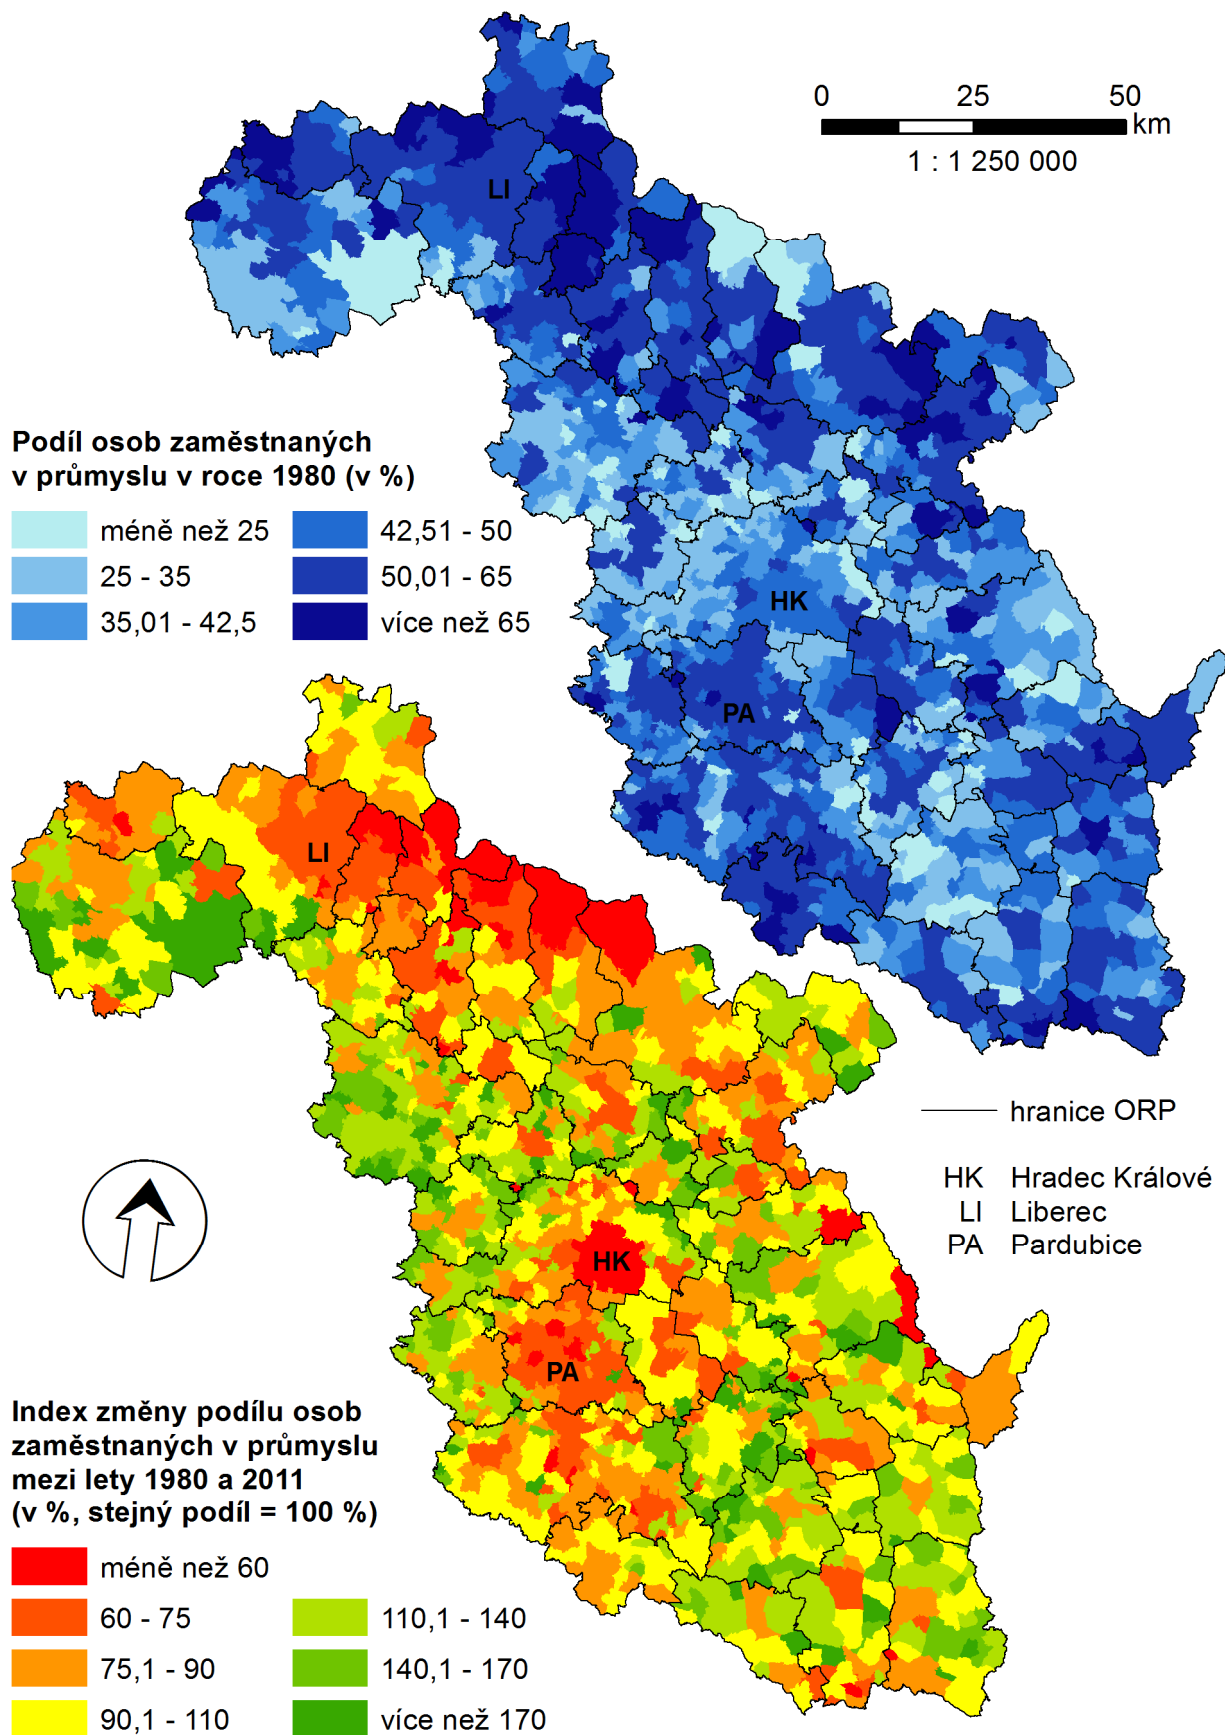 0 25 50
km
1 : 1 250 000
LI
Podíl osob zaměstnaných
v průmyslu v roce 1980 (v %)
méně než 25
25 - 35
35,01 - 42,5
42,51 - 50
50,01 - 65
více než 65
HK
PA
LI
hranice ORP
HK Hradec Králové
LI Liberec
PA Pardubice
HK
PA
Index změny podílu osob
zaměstnaných v průmyslu
mezi lety 1980 a 2011
(v %, stejný podíl = 100 %)
méně než 60
60 - 75
75,1 - 90
90,1 - 110
110,1 - 140
140,1 - 170
více než 170